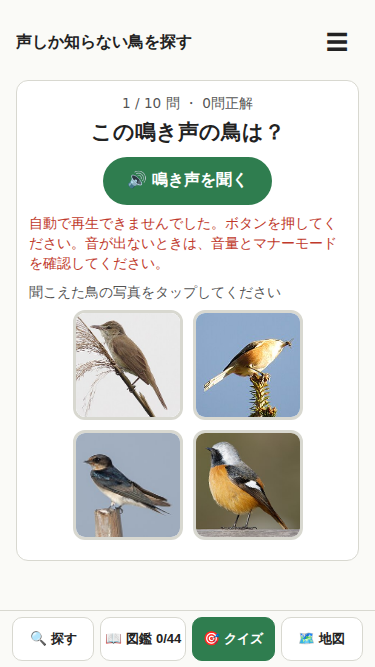 声しか知らない鳥を探す
1 / 10 問 ・ 0問正解
この鳴き声の鳥は？
🔊 鳴き声を聞く
自動で再生できませんでした。ボタンを押してく
ださい。音が出ないときは、音量とマナーモード
を確認してください。
聞こえた鳥の写真をタップしてください
🔍 探す
📖 図鑑 0/44
🎯 クイズ
🗺️ 地図